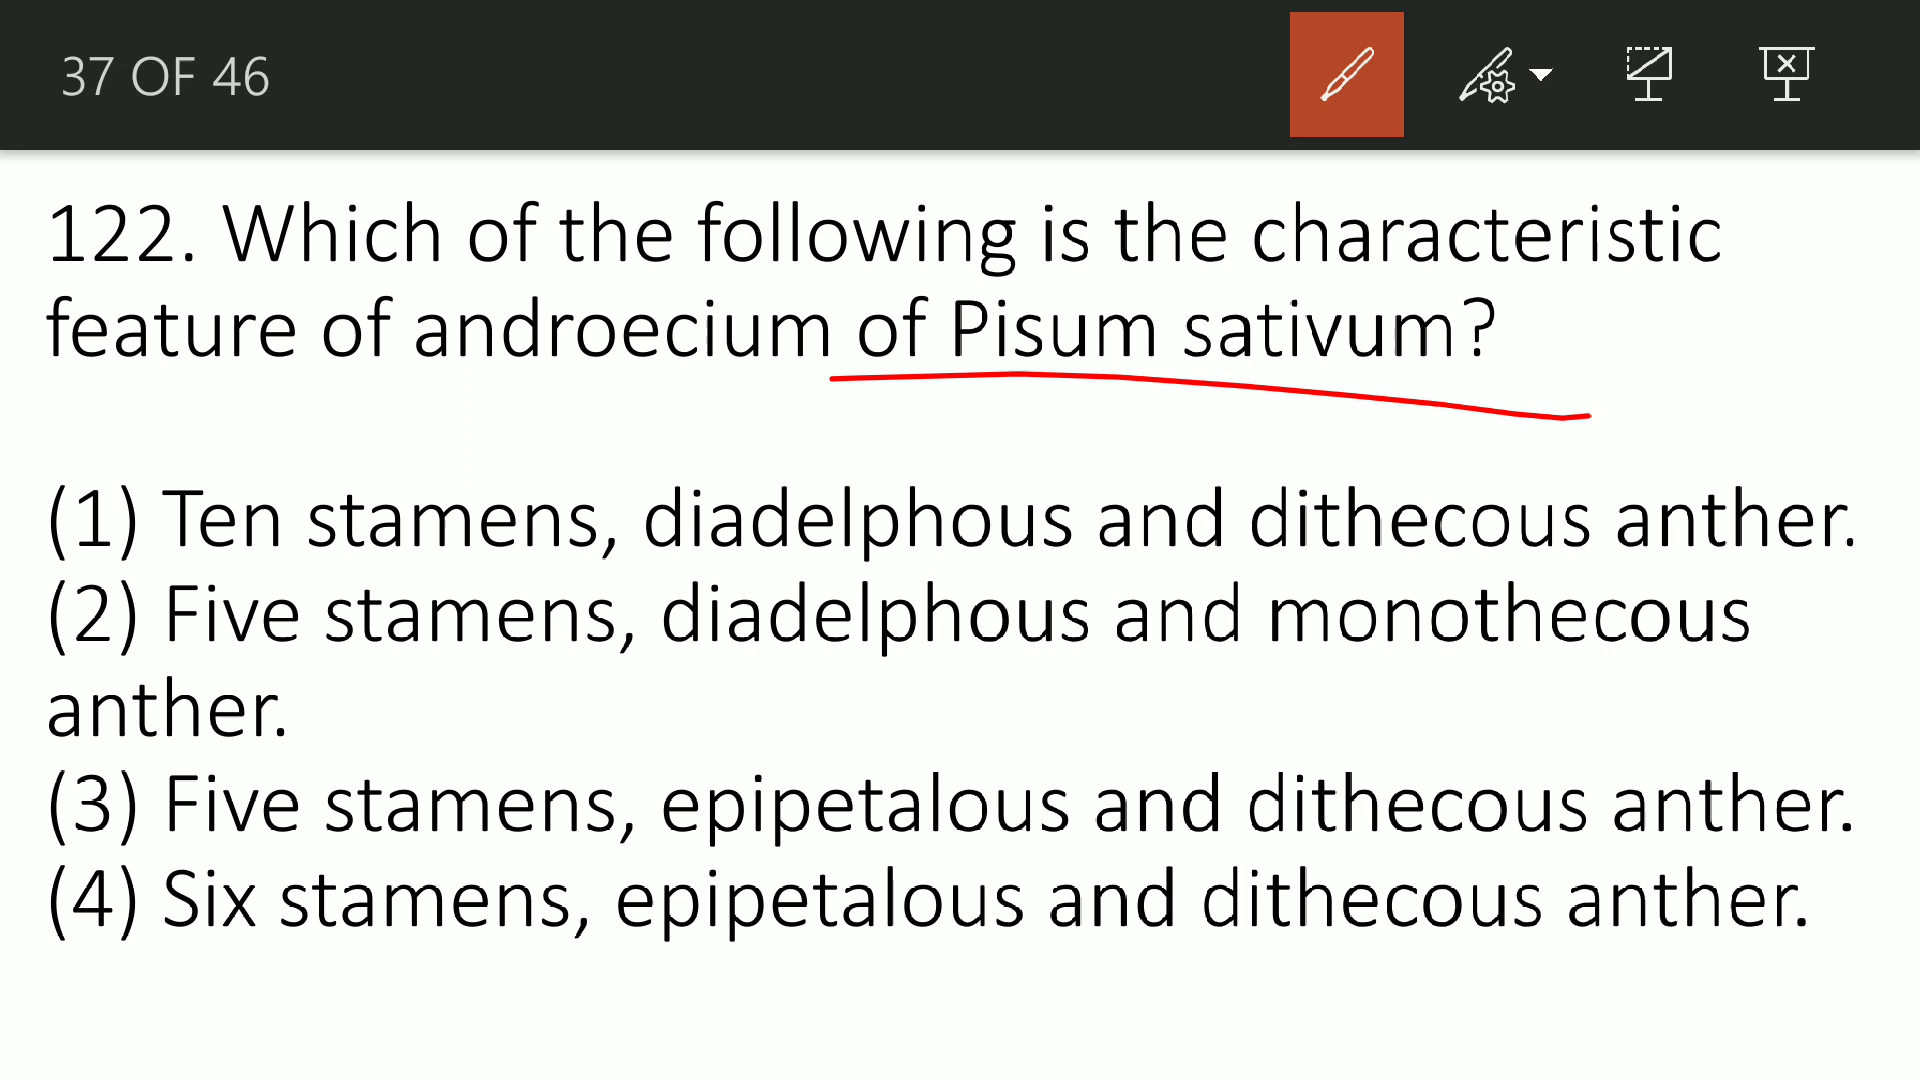 37 OF 46
122. Which of the following is the characteristic
feature of androecium of Pisum sativum?
(1) Ten stamens, diadelphous and dithecous anther.
(2) Five stamens, diadelphous and monothecous
anther.
(3) Five stamens, epipetalous and dithecous anther.
(4) Six stamens, epipetalous and dithecous anther.